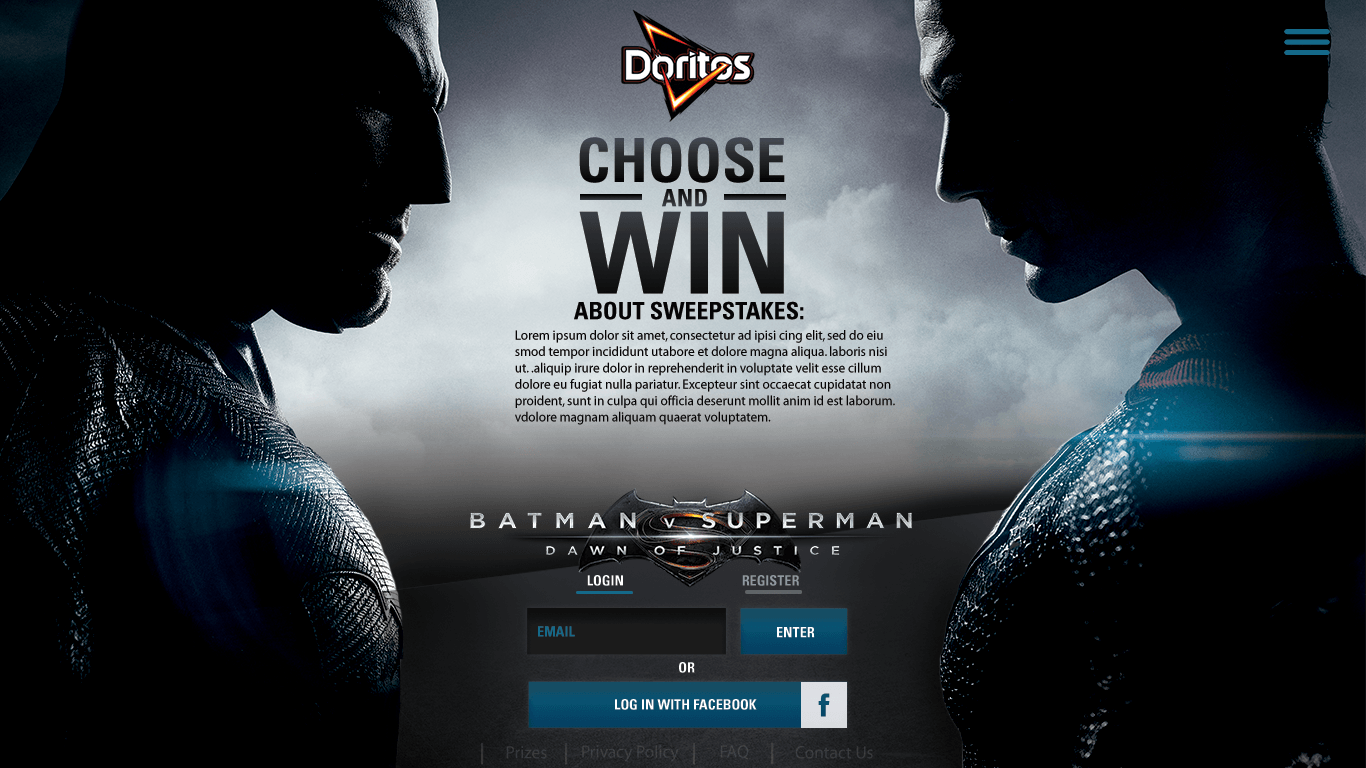 Doritos
CHOOSE
AND
WIN
ABOUT SWEEPSTAKES:
Lorem ipsum dolor sit amet, consectetur ad ipisi cing elit, sed do eiu
smod tempor incididunt utabore et dolore magna aliqua. laboris nisi
ut. .aliquip irure dolor in reprehenderit in voluptate velit esse cillum
dolore eu fugiat nulla pariatur. Excepteur sint occaecat cupidatat non
proident, sunt in culpa qui officia deserunt mollit anim id est laborum.
vdolore magnam aliquam quaerat voluptatem.
BATMAN v SUPERMAN
DAWN OF JUSTICE
LOGIN REGISTER
EMAIL ENTER
OR
LOG IN WITH FACEBOOK f
| Prizes | Privacy Policy | FAQ | Contact Us